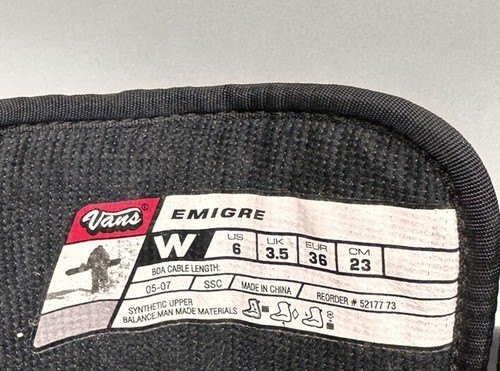 Vans® EMIGRE
W US 6 UK 3.5 EUR 36 CM 23
BOA CABLE LENGTH:
05-07 SSC MADE IN CHINA REORDER # 52177 73
SYNTHETIC UPPER
BALANCE:MAN MADE MATERIALS